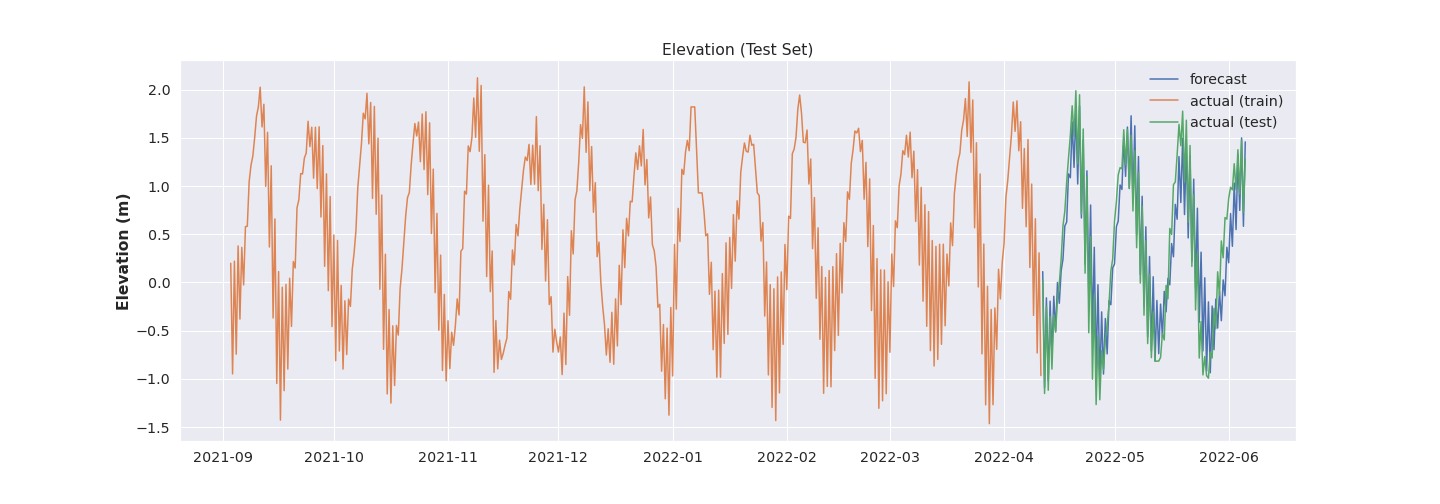 Elevation (Test Set)
forecast
actual (train)
actual (test)
Elevation (m)
2.0
1.5
1.0
0.5
0.0
−0.5
−1.0
−1.5
2021-09 2021-10 2021-11 2021-12 2022-01 2022-02 2022-03 2022-04 2022-05 2022-06